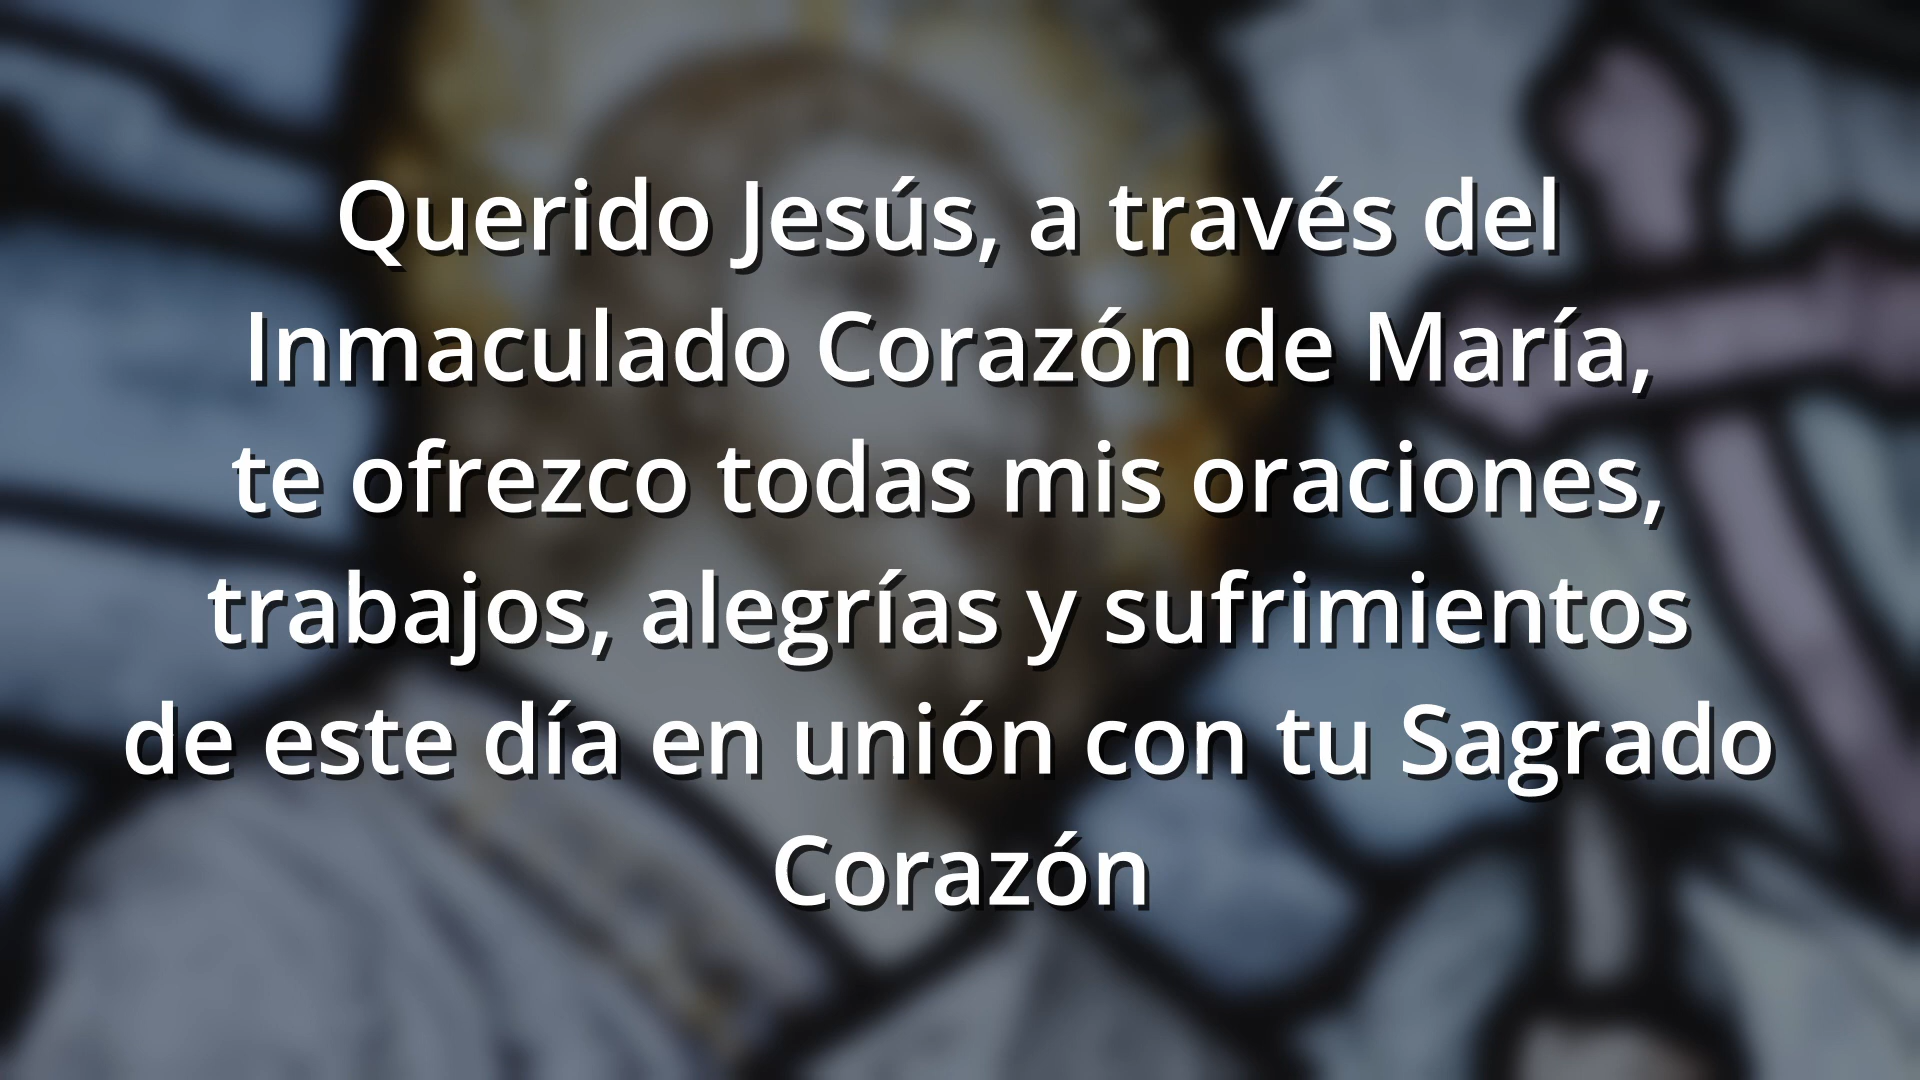 Querido Jesús, a través del
Inmaculado Corazón de María,
te ofrezco todas mis oraciones,
trabajos, alegrías y sufrimientos
de este día en unión con tu Sagrado
Corazón